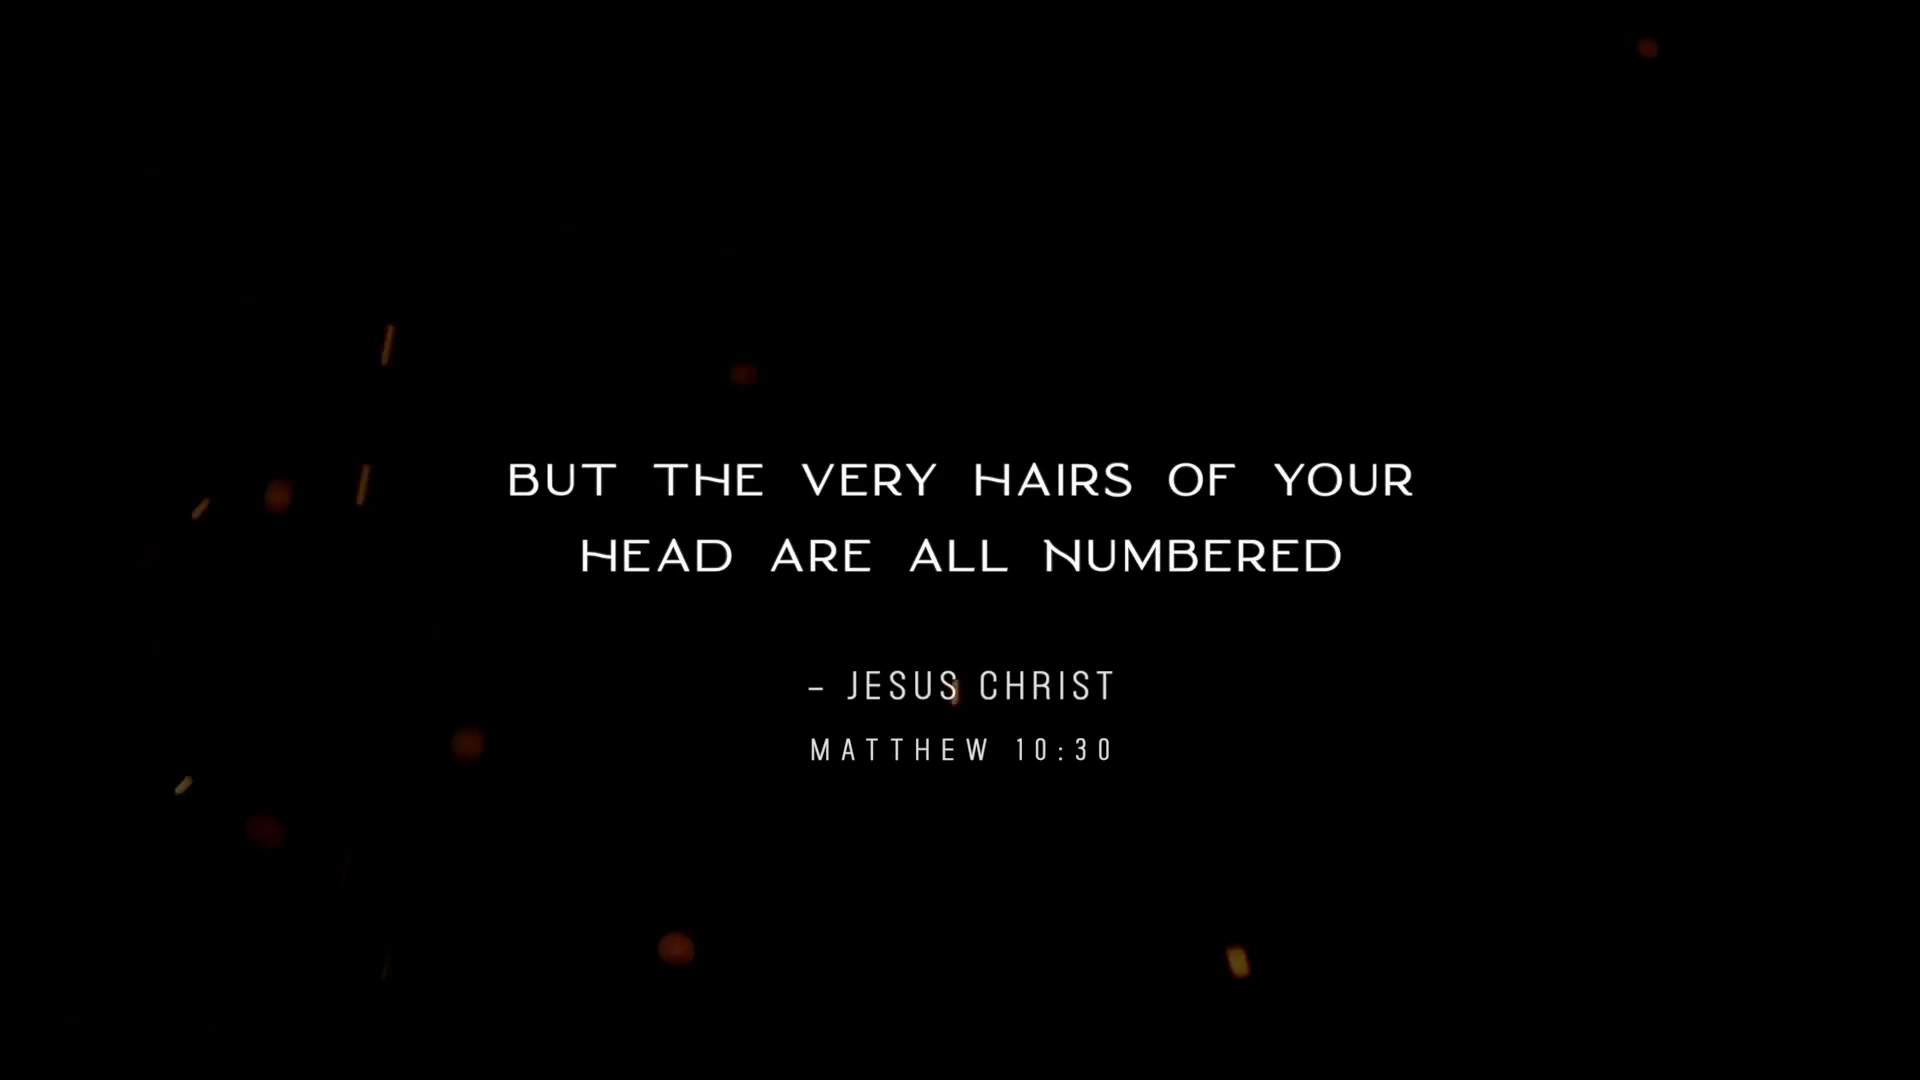 BUT THE VERY HAIRS OF YOUR
HEAD ARE ALL NUMBERED
– JESUS CHRIST
MATTHEW 10:30